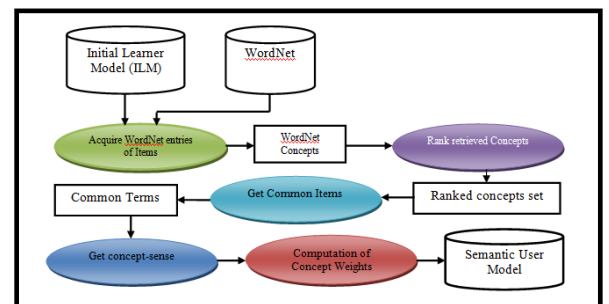 Initial Learner
Model (ILM)
WordNet
Acquire WordNet entries
of Items
WordNet
Concepts
Rank retrieved Concepts
Common Terms
Get Common Items
Ranked concepts set
Get concept-sense
Computation of
Concept Weights
Semantic User
Model